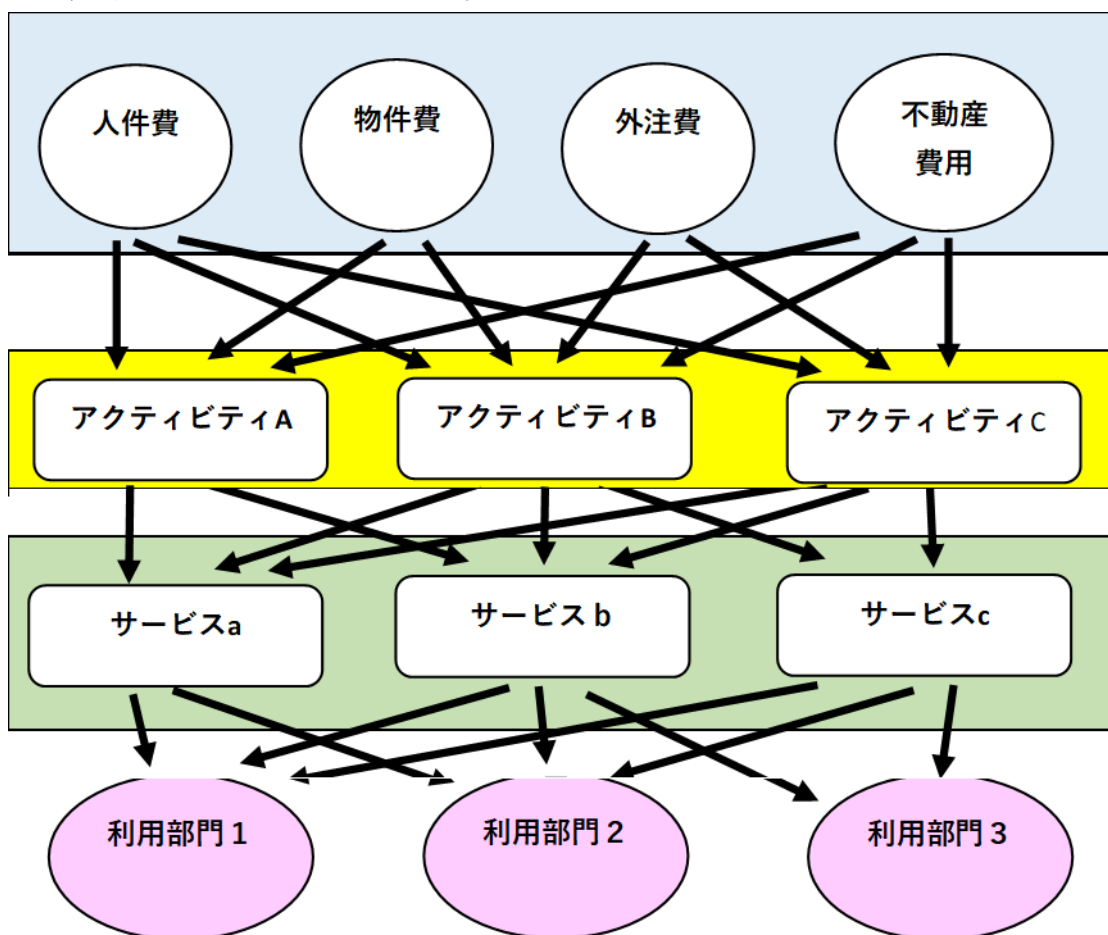 人件費
物件費
外注費
不動産
費用
アクティビティA
アクティビティB
アクティビティC
サービスa
サービスb
サービスc
利用部門１
利用部門２
利用部門３